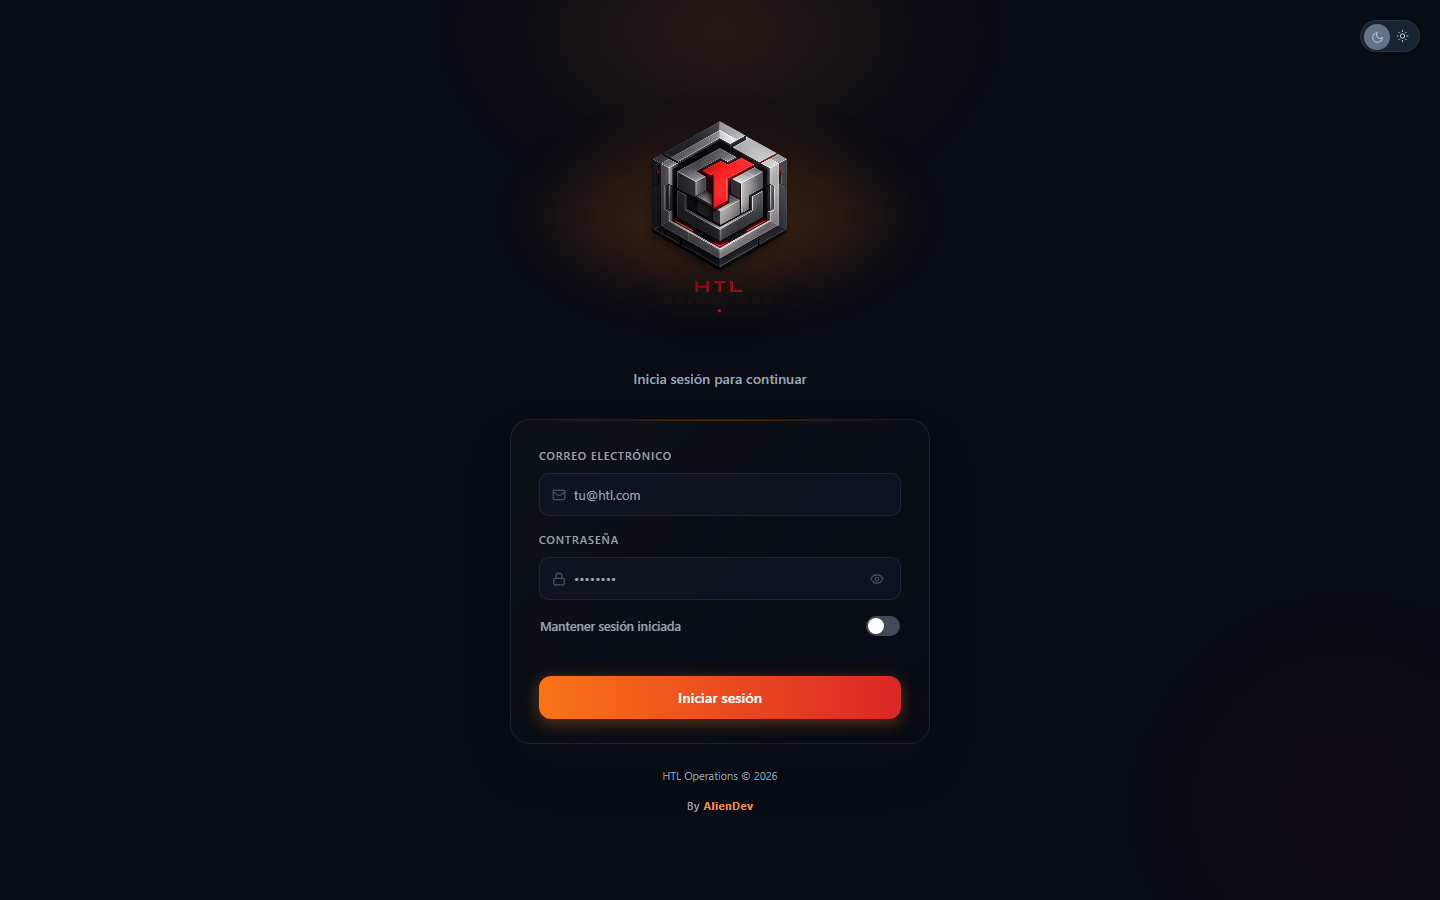 HTL
Inicia sesión para continuar
CORREO ELECTRÓNICO
tu@htl.com
CONTRASEÑA
••••••••
Mantener sesión iniciada
Iniciar sesión
HTL Operations © 2026
By AlienDev